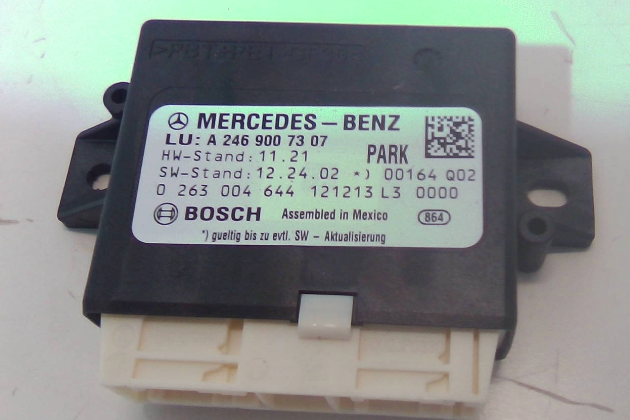 MERCEDES-BENZ
LU: A 246 900 73 07
HW-Stand: 11.21 PARK
SW-Stand: 12.24.02 *) 00164 Q02
0 263 004 644 121213 L3 0000
BOSCH Assembled in Mexico 864
*) gueltig bis zu evtl. SW - Aktualisierung